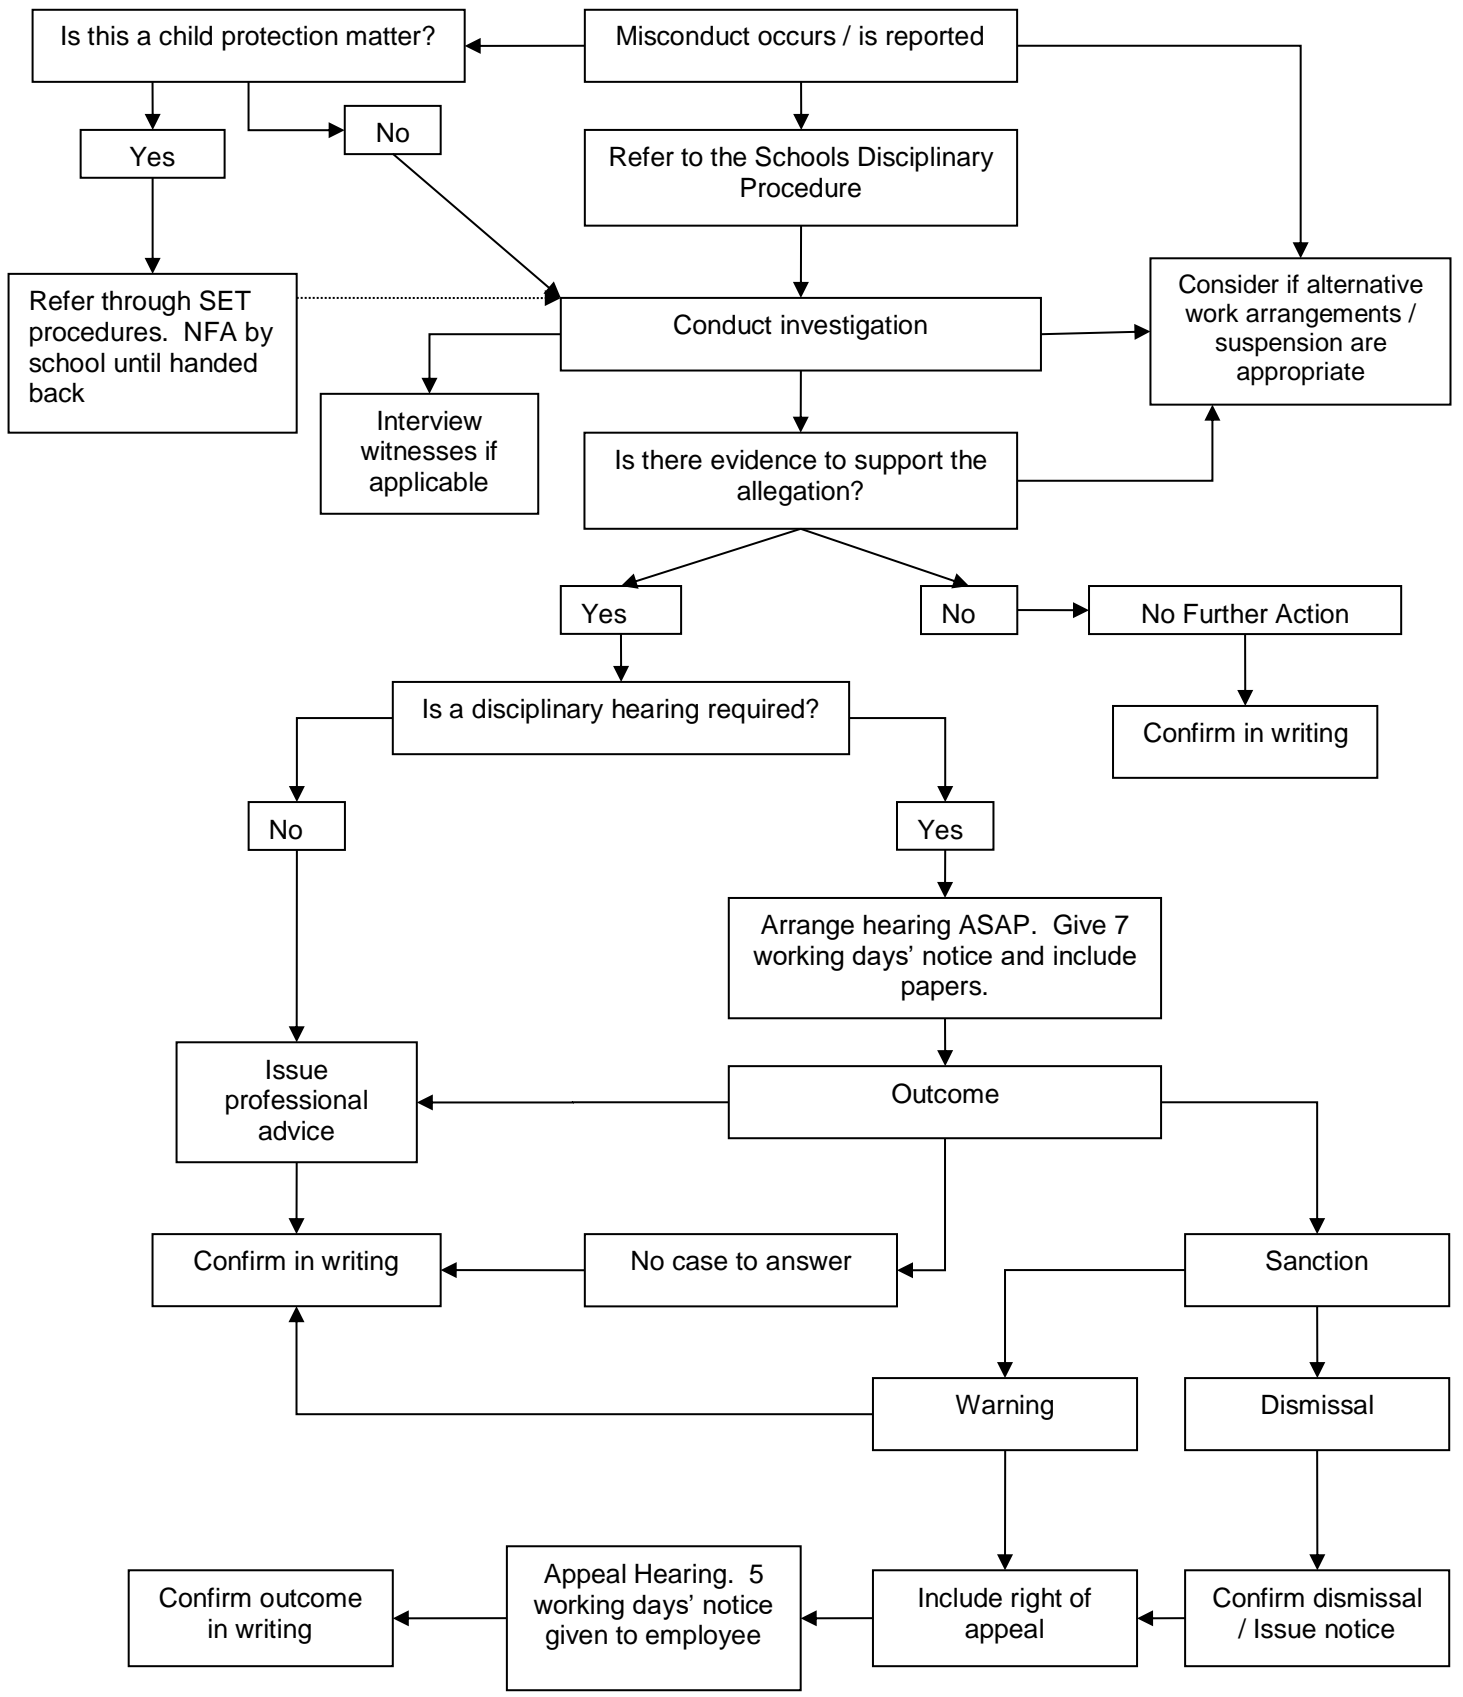 Is this a child protection matter?
Misconduct occurs / is reported
No
Yes
Refer to the Schools Disciplinary
Procedure
Refer through SET
procedures.  NFA by
school until handed
back
Conduct investigation
Consider if alternative
work arrangements /
suspension are
appropriate
Interview
witnesses if
applicable
Is there evidence to support the
allegation?
Yes
No
No Further Action
Is a disciplinary hearing required?
Confirm in writing
No
Yes
Arrange hearing ASAP.  Give 7
working days’ notice and include
papers.
Issue
professional
advice
Outcome
Confirm in writing
No case to answer
Sanction
Warning
Dismissal
Confirm outcome
in writing
Appeal Hearing.  5
working days’ notice
given to employee
Include right of
appeal
Confirm dismissal
/ Issue notice